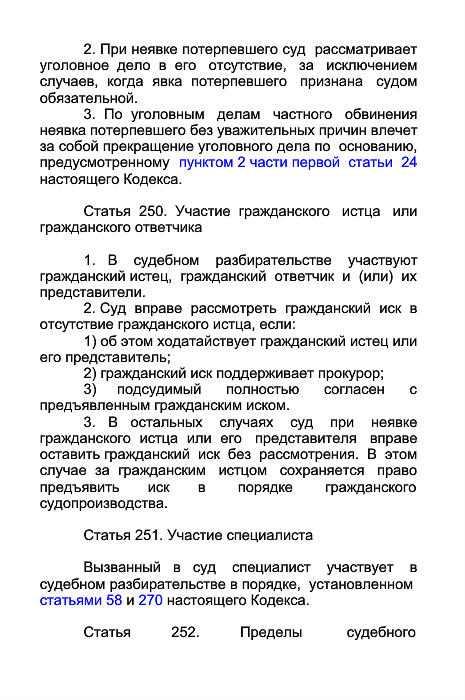 2. При неявке потерпевшего суд рассматривает
уголовное дело в его отсутствие, за исключением
случаев, когда явка потерпевшего признана судом
обязательной.
3. По уголовным делам частного обвинения
неявка потерпевшего без уважительных причин влечет
за собой прекращение уголовного дела по основанию,
предусмотренному пунктом 2 части первой статьи 24
настоящего Кодекса.
Статья 250. Участие гражданского истца или
гражданского ответчика
1. В судебном разбирательстве участвуют
гражданский истец, гражданский ответчик и (или) их
представители.
2. Суд вправе рассмотреть гражданский иск в
отсутствие гражданского истца, если:
1) об этом ходатайствует гражданский истец или
его представитель;
2) гражданский иск поддерживает прокурор;
3) подсудимый полностью согласен с
предъявленным гражданским иском.
3. В остальных случаях суд при неявке
гражданского истца или его представителя вправе
оставить гражданский иск без рассмотрения. В этом
случае за гражданским истцом сохраняется право
предъявить иск в порядке гражданского
судопроизводства.
Статья 251. Участие специалиста
Вызванный в суд специалист участвует в
судебном разбирательстве в порядке, установленном
статьями 58 и 270 настоящего Кодекса.
Статья 252. Пределы судебного